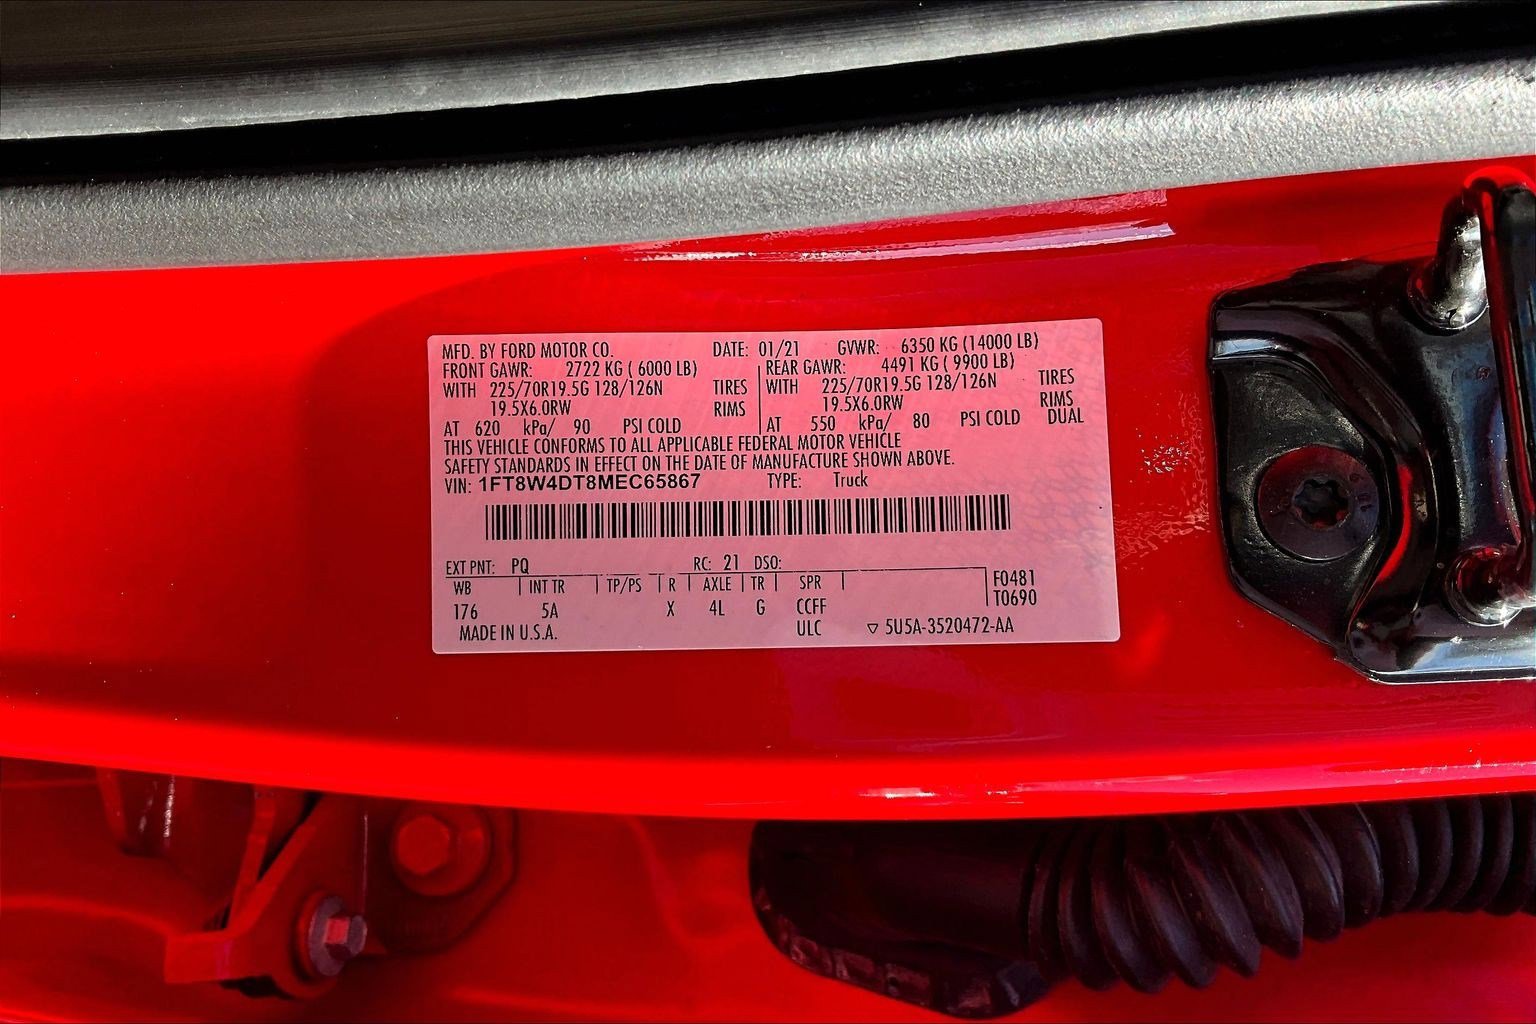 MFD. BY FORD MOTOR CO. DATE: 01/21 GVWR: 6350 KG (14000 LB)
FRONT GAWR: 2722 KG ( 6000 LB) REAR GAWR: 4491 KG ( 9900 LB)
WITH 225/70R19.5G 128/126N TIRES WITH 225/70R19.5G 128/126N TIRES
19.5X6.0RW RIMS 19.5X6.0RW RIMS
AT 620 kPa/ 90 PSI COLD AT 550 kPa/ 80 PSI COLD DUAL
THIS VEHICLE CONFORMS TO ALL APPLICABLE FEDERAL MOTOR VEHICLE
SAFETY STANDARDS IN EFFECT ON THE DATE OF MANUFACTURE SHOWN ABOVE.
VIN: 1FT8W4DT8MEC65867 TYPE: Truck
EXT PNT: PQ RC: 21 DSO:
WB INT TR TP/PS R AXLE TR SPR F0481
176 5A X 4L G CCFF T0690
MADE IN U.S.A. ULC ▽ 5U5A-3520472-AA